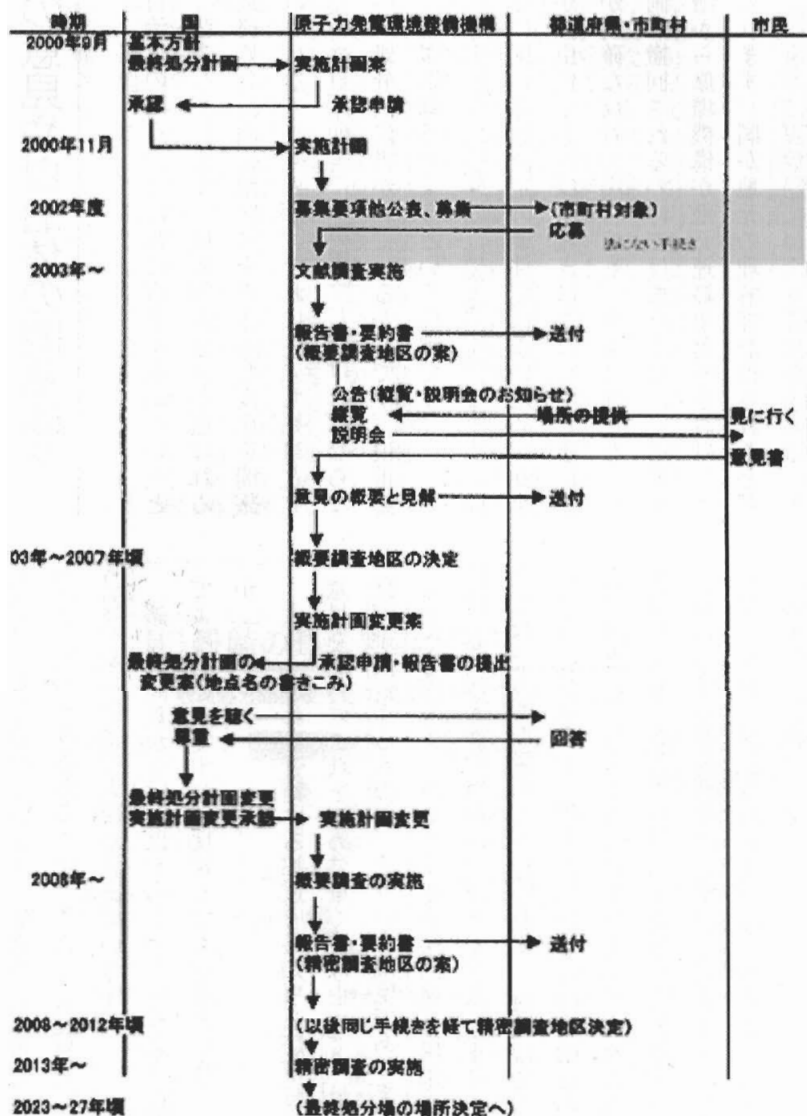 時期 国 原子力発電環境整備機構 都道府県・市町村 市民
2000年9月 基本方針
最終処分計画 実施計画案
承認 承認申請
2000年11月 実施計画
2002年度 募集要項他公表、募集 (市町村対象)
応募
法にない手続き
2003年～ 文献調査実施
報告書・要約書 送付
(概要調査地区の案)
公告(縦覧・説明会のお知らせ)
縦覧 場所の提供 見に行く
説明会
意見書
意見の概要と見解 送付
03年～2007年頃 概要調査地区の決定
実施計画変更案
最終処分計画の 承認申請・報告書の提出
変更案(地点名の書きこみ)
意見を聴く
尊重 回答
最終処分計画変更
実施計画変更承認 実施計画変更
2008年～ 概要調査の実施
報告書・要約書 送付
(精密調査地区の案)
2008～2012年頃 (以後同じ手続きを経て精密調査地区決定)
2013年～ 精密調査の実施
2023～27年頃 (最終処分場の場所決定へ)